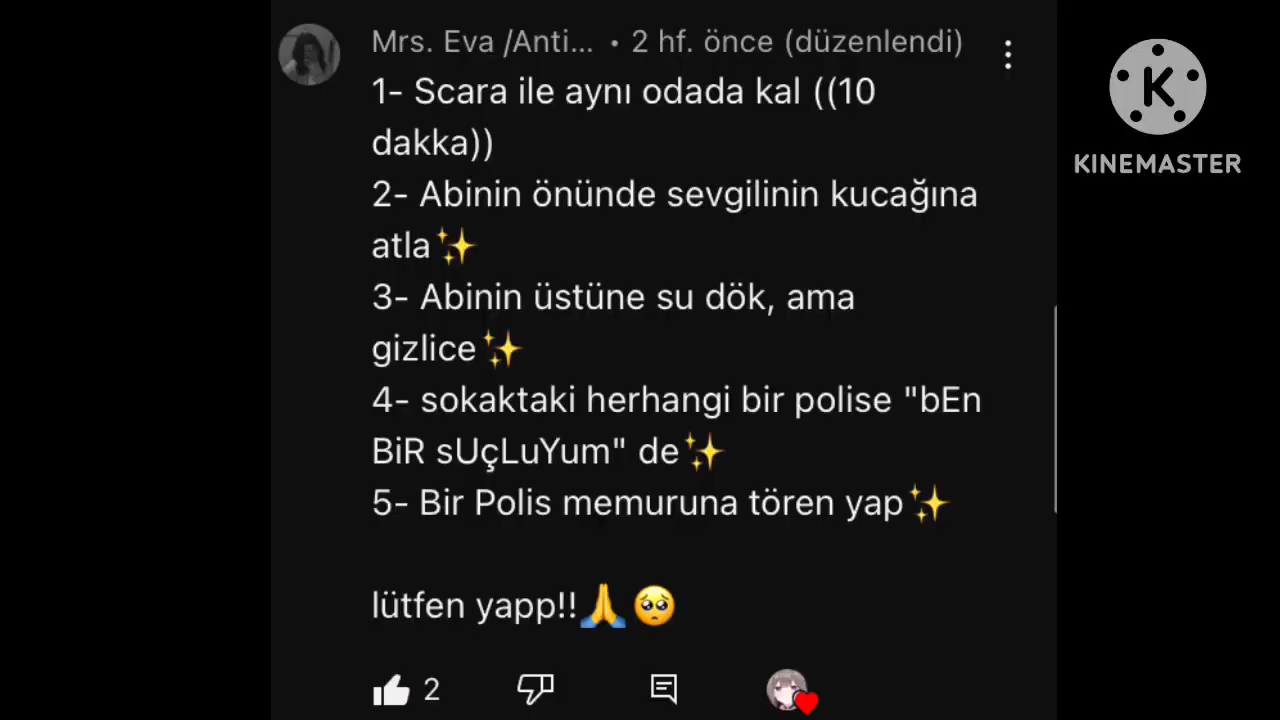 Mrs. Eva /Anti... • 2 hf. önce (düzenlendi)
1- Scara ile aynı odada kal ((10
dakka))
2- Abinin önünde sevgilinin kucağına
atla✨
3- Abinin üstüne su dök, ama
gizlice✨
4- sokaktaki herhangi bir polise "bEn
BiR sUçLuYum" de✨
5- Bir Polis memuruna tören yap✨
lütfen yapp!!🙏🥺
2
K
KINEMASTER